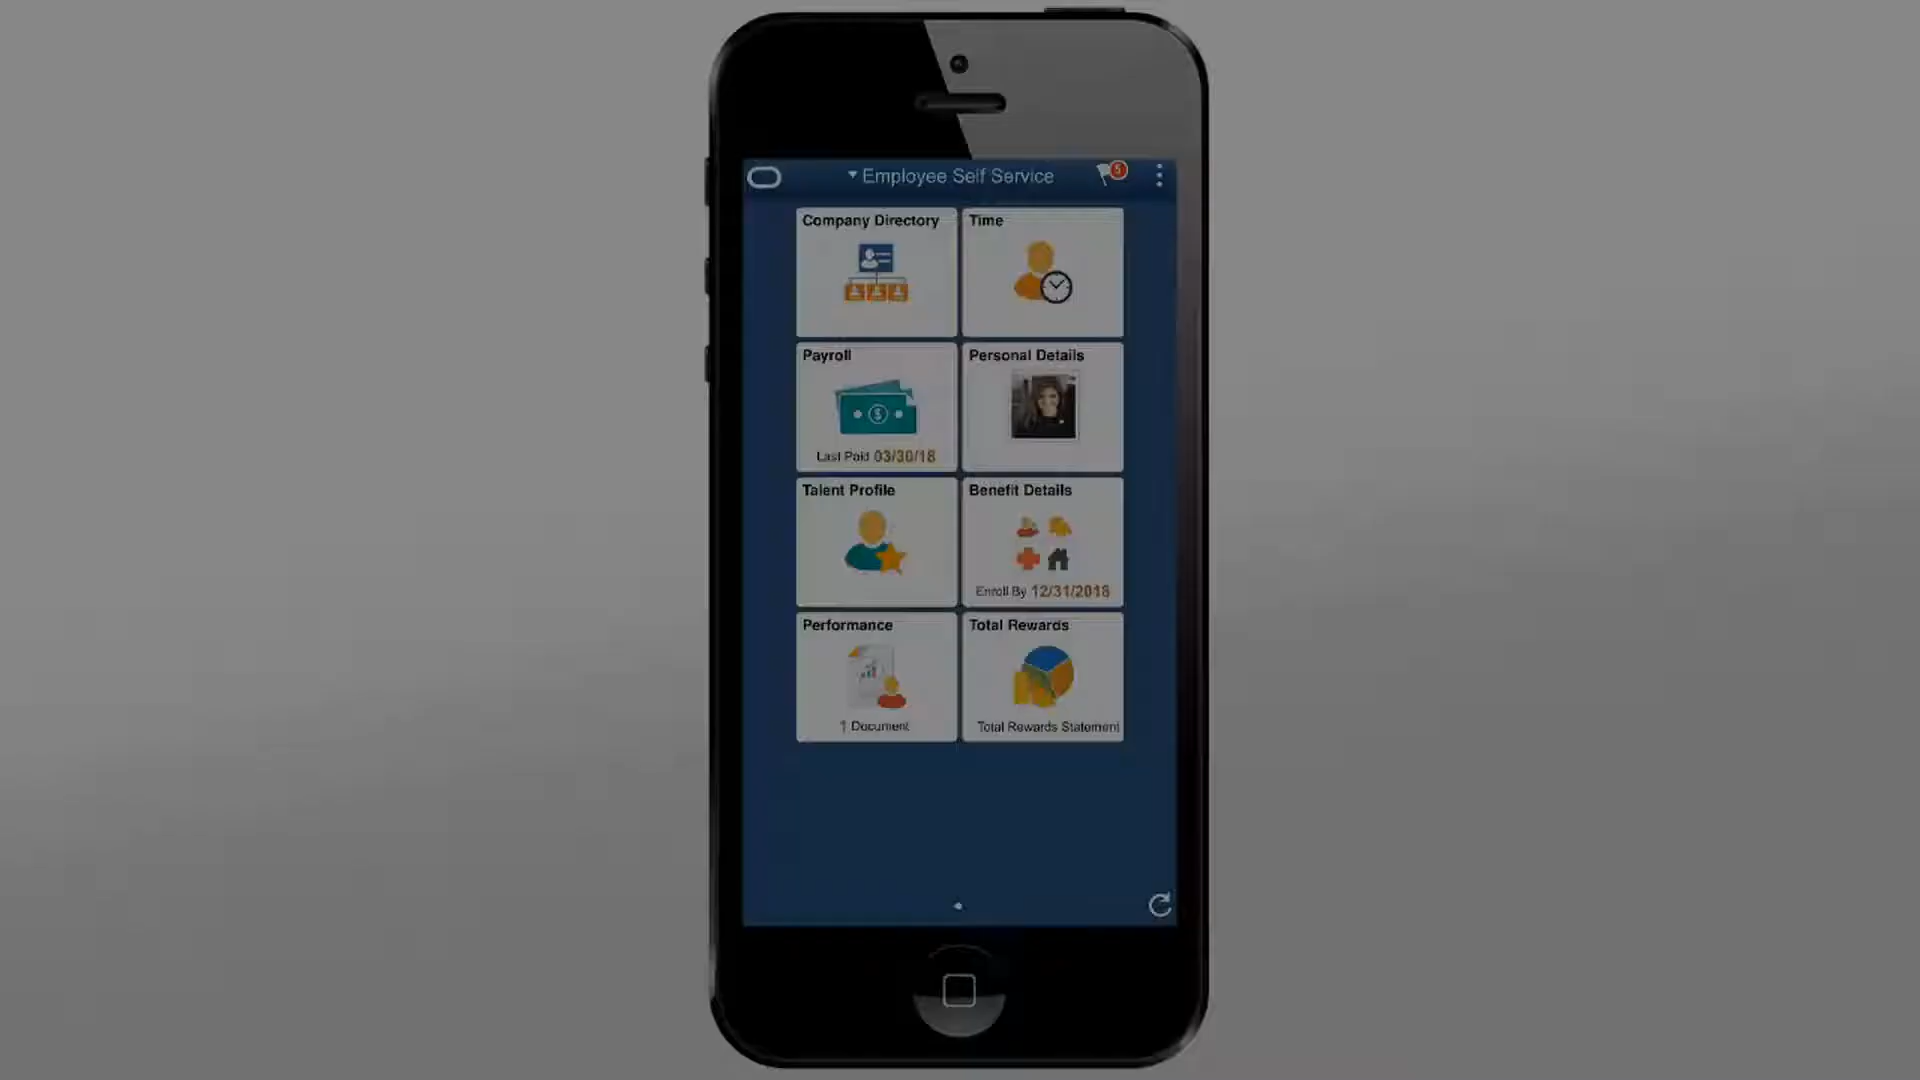 Employee Self Service
5
Company Directory
Time
Payroll
Last Paid 03/30/18
Personal Details
Talent Profile
Benefit Details
Enroll By 12/31/2018
Performance
1 Document
Total Rewards
Total Rewards Statement